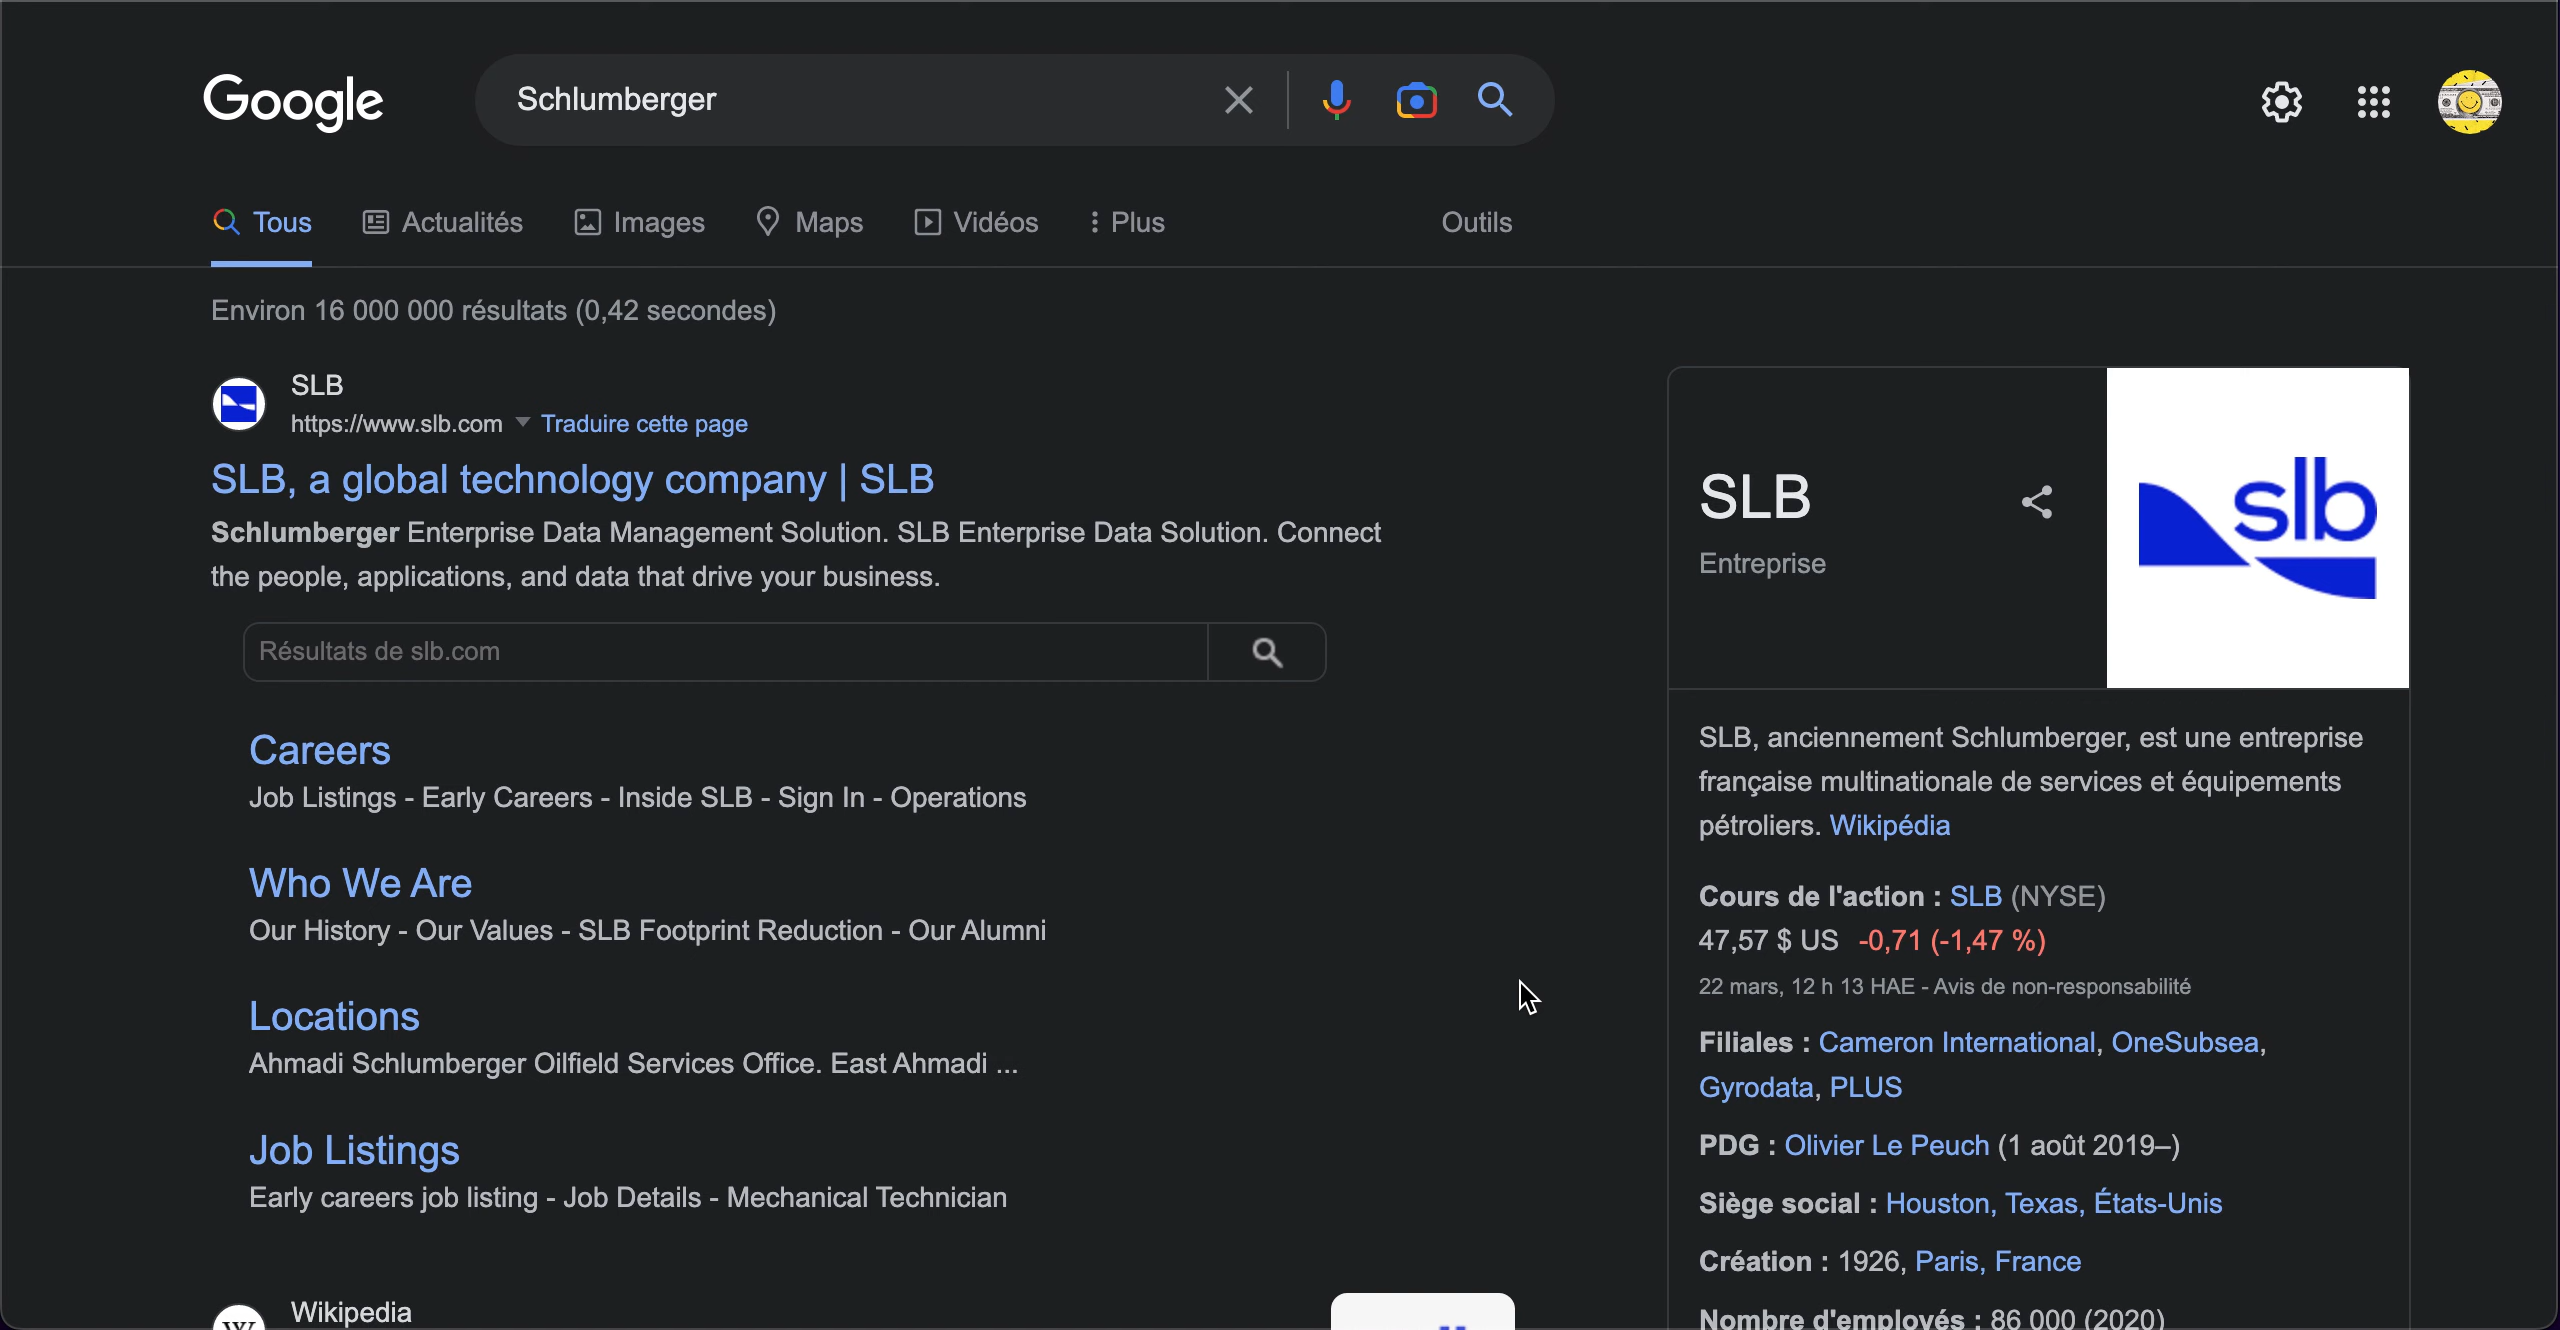 Google
Schlumberger
Tous
Actualités
Images
Maps
Vidéos
Plus
Outils
Environ 16 000 000 résultats (0,42 secondes)
SLB
https://www.slb.com
Traduire cette page
SLB, a global technology company | SLB
Schlumberger Enterprise Data Management Solution. SLB Enterprise Data Solution. Connect
the people, applications, and data that drive your business.
Résultats de slb.com
Careers
Job Listings - Early Careers - Inside SLB - Sign In - Operations
Who We Are
Our History - Our Values - SLB Footprint Reduction - Our Alumni
Locations
Ahmadi Schlumberger Oilfield Services Office. East Ahmadi ...
Job Listings
Early careers job listing - Job Details - Mechanical Technician
W
Wikipedia
SLB
Entreprise
slb
SLB, anciennement Schlumberger, est une entreprise
française multinationale de services et équipements
pétroliers. Wikipédia
Cours de l'action : SLB (NYSE)
47,57 $ US -0,71 (-1,47 %)
22 mars, 12 h 13 HAE - Avis de non-responsabilité
Filiales : Cameron International, OneSubsea,
Gyrodata, PLUS
PDG : Olivier Le Peuch (1 août 2019–)
Siège social : Houston, Texas, États-Unis
Création : 1926, Paris, France
Nombre d'employés : 86 000 (2020)